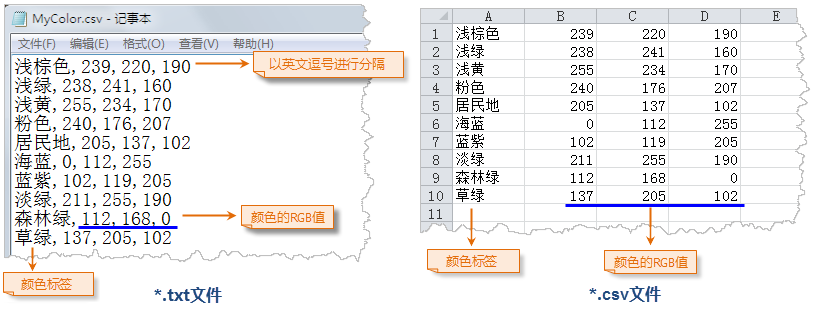 MyColor.csv - 记事本
文件(F) 编辑(E) 格式(O) 查看(V) 帮助(H)
浅棕色,239,220,190
浅绿,238,241,160
浅黄,255,234,170
粉色,240,176,207
居民地,205,137,102
海蓝,0,112,255
蓝紫,102,119,205
淡绿,211,255,190
森林绿,112,168,0
草绿,137,205,102
以英文逗号进行分隔
颜色的RGB值
颜色标签
*.txt文件
A B C D E
1 浅棕色 239 220 190
2 浅绿 238 241 160
3 浅黄 255 234 170
4 粉色 240 176 207
5 居民地 205 137 102
6 海蓝 0 112 255
7 蓝紫 102 119 205
8 淡绿 211 255 190
9 森林绿 112 168 0
10 草绿 137 205 102
11
颜色标签
颜色的RGB值
*.csv文件